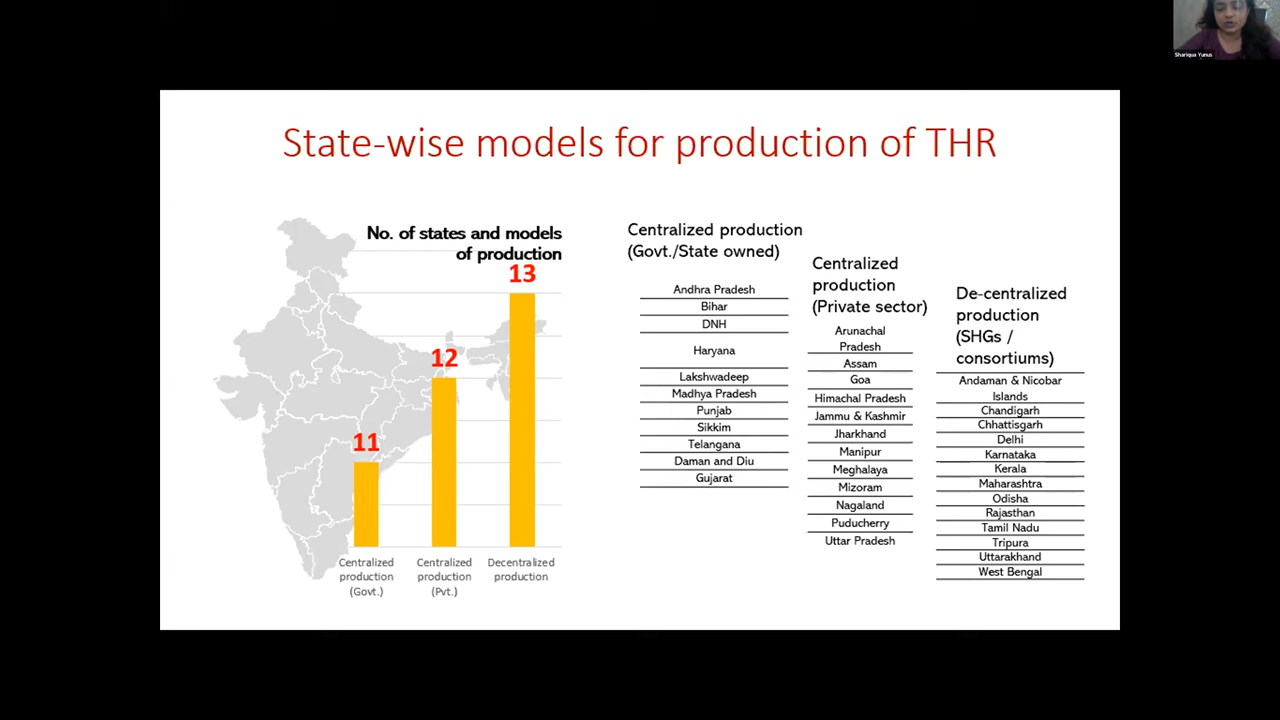 Shariqua Yunus
State-wise models for production of THR
No. of states and models
of production
13
12
11
Centralized
production
(Govt.)
Centralized
production
(Pvt.)
Decentralized
production
Centralized production
(Govt./State owned)
Andhra Pradesh
Bihar
DNH
Haryana
Lakshwadeep
Madhya Pradesh
Punjab
Sikkim
Telangana
Daman and Diu
Gujarat
Centralized
production
(Private sector)
Arunachal
Pradesh
Assam
Goa
Himachal Pradesh
Jammu & Kashmir
Jharkhand
Manipur
Meghalaya
Mizoram
Nagaland
Puducherry
Uttar Pradesh
De-centralized
production
(SHGs /
consortiums)
Andaman & Nicobar
Islands
Chandigarh
Chhattisgarh
Delhi
Karnataka
Kerala
Maharashtra
Odisha
Rajasthan
Tamil Nadu
Tripura
Uttarakhand
West Bengal